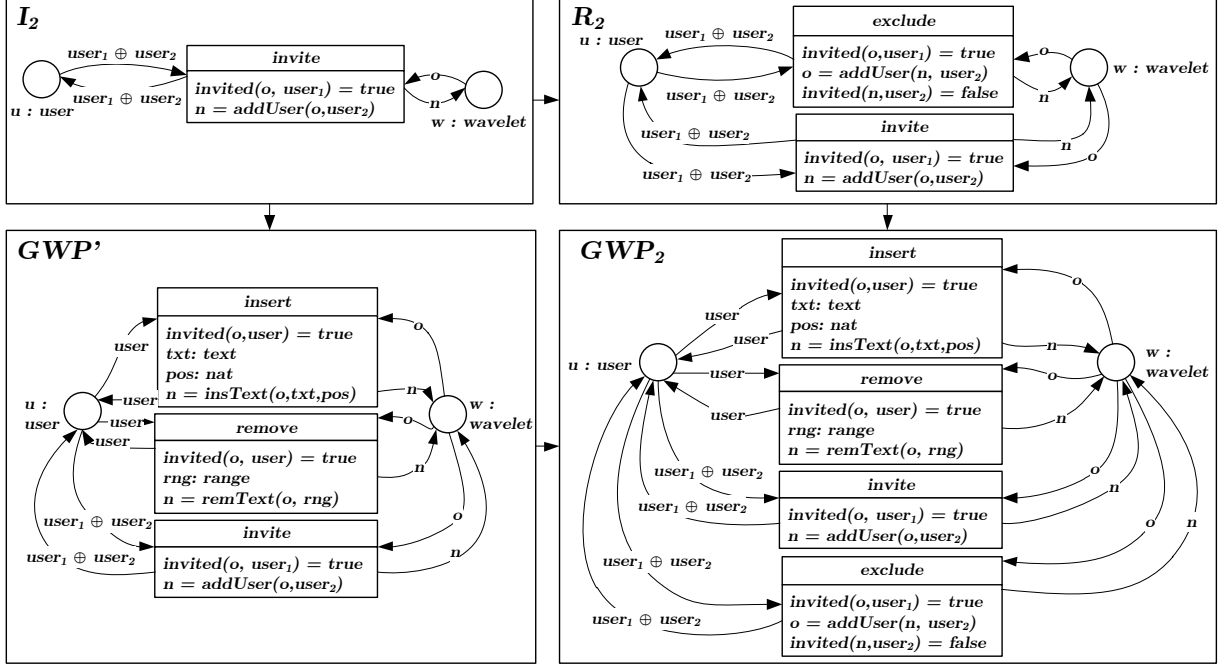 I₂
user₁ ⊕ user₂
invite
invited(o, user₁) = true
n = addUser(o,user₂)
user₁ ⊕ user₂
u : user
o
n
w : wavelet
R₂
u : user
user₁ ⊕ user₂
user₁ ⊕ user₂
exclude
invited(o,user₁) = true
o = addUser(n, user₂)
invited(n,user₂) = false
o
n
w : wavelet
user₁ ⊕ user₂
user₁ ⊕ user₂
invite
invited(o, user₁) = true
n = addUser(o,user₂)
n
o
GWP'
insert
invited(o,user) = true
txt: text
pos: nat
n = insText(o,txt,pos)
user
o
n
user
u :
user
user
user
w :
wavelet
remove
invited(o, user) = true
rng: range
n = remText(o, rng)
o
n
user₁ ⊕ user₂
user₁ ⊕ user₂
invite
invited(o, user₁) = true
n = addUser(o,user₂)
o
n
GWP₂
insert
invited(o,user) = true
txt: text
pos: nat
n = insText(o,txt,pos)
user
user
o
n
u : user
w :
wavelet
user
user
remove
invited(o, user) = true
rng: range
n = remText(o, rng)
o
n
user₁ ⊕ user₂
user₁ ⊕ user₂
invite
invited(o, user₁) = true
n = addUser(o,user₂)
o
n
user₁ ⊕ user₂
user₁ ⊕ user₂
exclude
invited(o,user₁) = true
o = addUser(n, user₂)
invited(n,user₂) = false
o
n